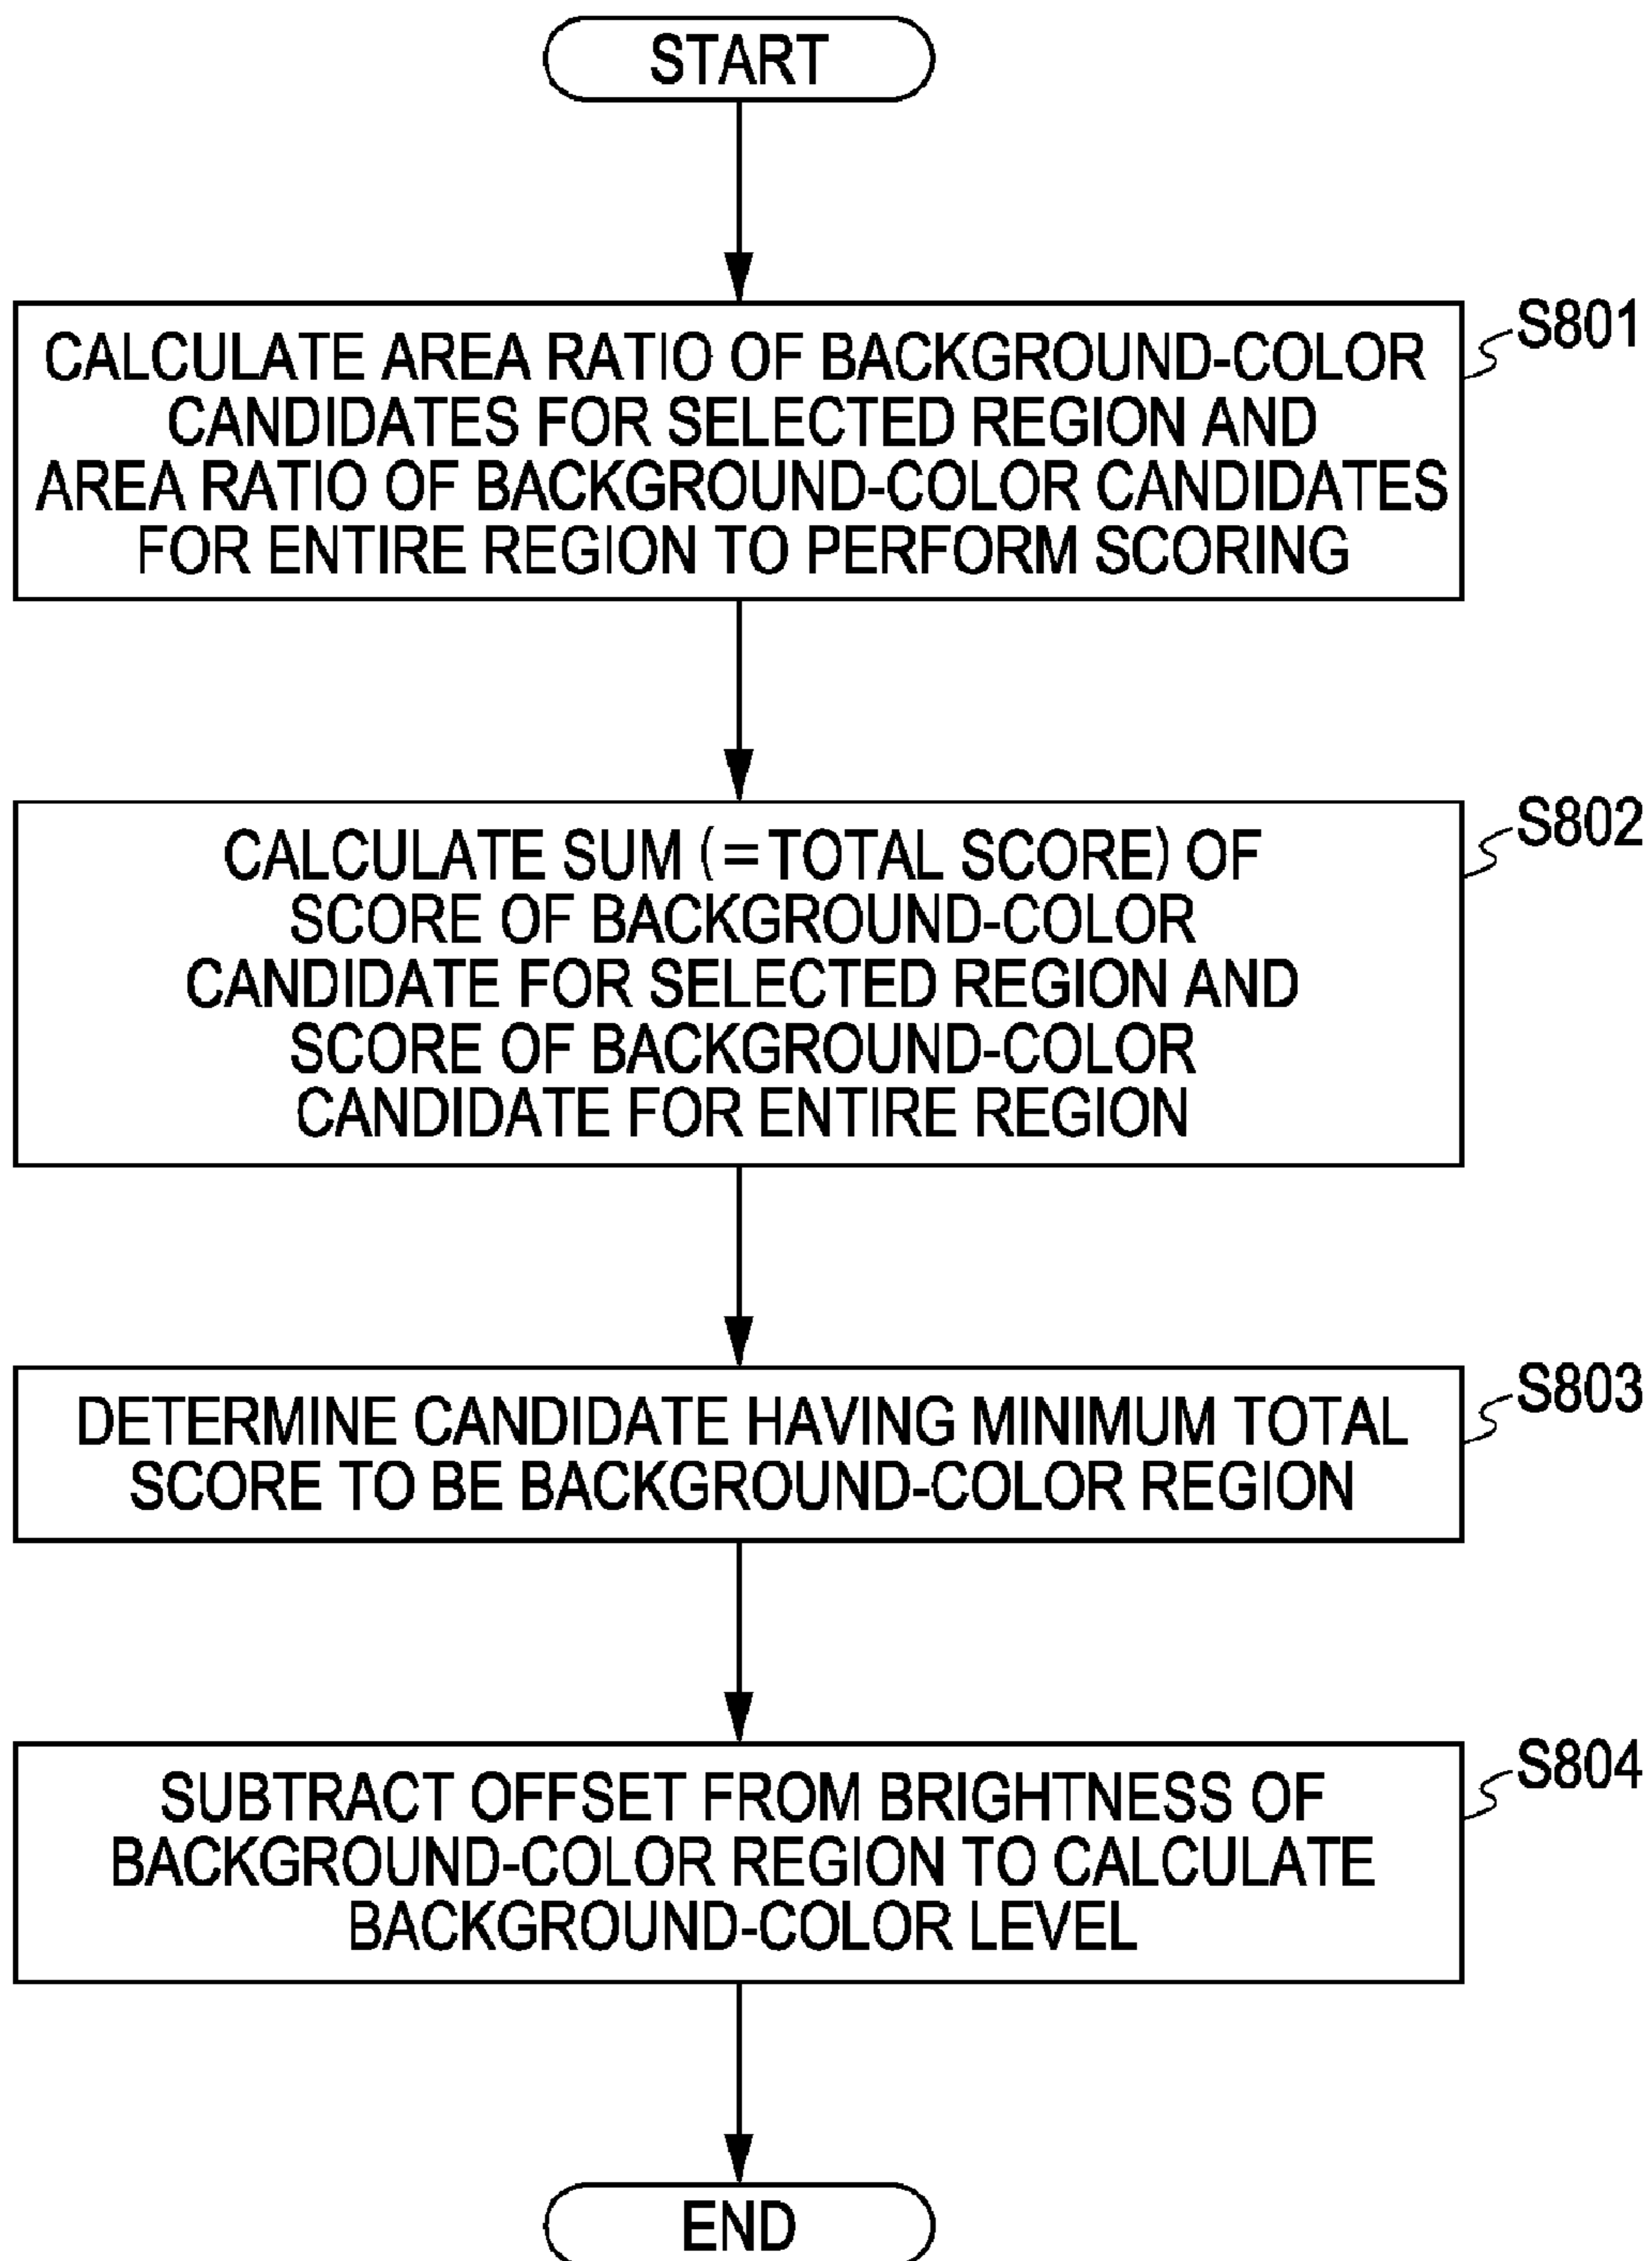 START
CALCULATE AREA RATIO OF BACKGROUND-COLOR
CANDIDATES FOR SELECTED REGION AND
AREA RATIO OF BACKGROUND-COLOR CANDIDATES
FOR ENTIRE REGION TO PERFORM SCORING
S801
CALCULATE SUM (=TOTAL SCORE) OF
SCORE OF BACKGROUND-COLOR
CANDIDATE FOR SELECTED REGION AND
SCORE OF BACKGROUND-COLOR
CANDIDATE FOR ENTIRE REGION
S802
DETERMINE CANDIDATE HAVING MINIMUM TOTAL
SCORE TO BE BACKGROUND-COLOR REGION
S803
SUBTRACT OFFSET FROM BRIGHTNESS OF
BACKGROUND-COLOR REGION TO CALCULATE
BACKGROUND-COLOR LEVEL
S804
END